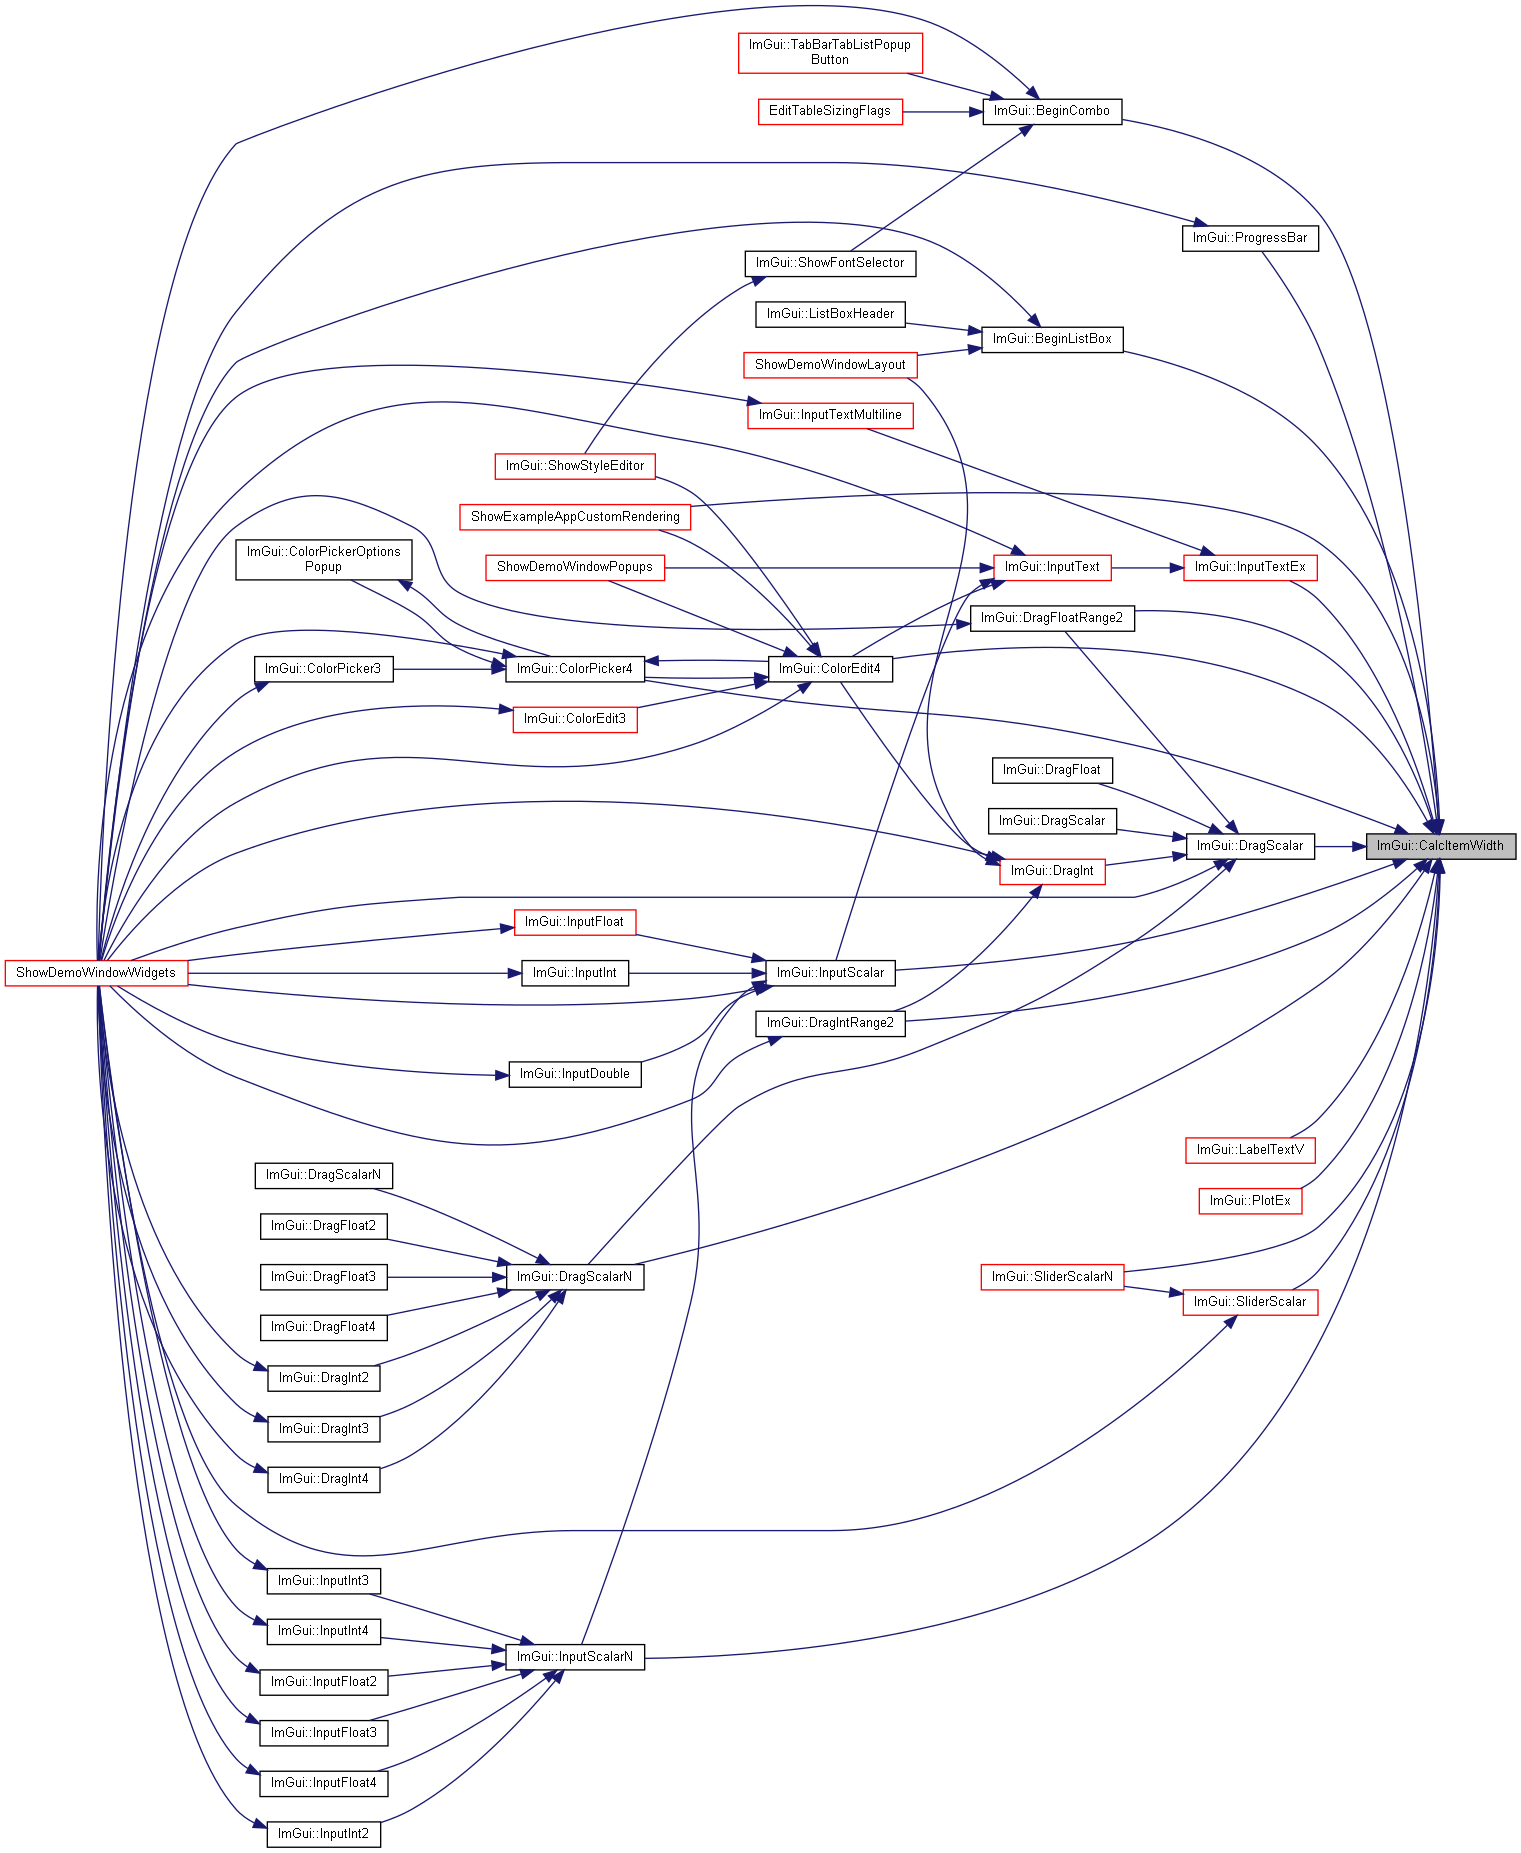 ImGui::TabBarTabListPopup
Button
EditTableSizingFlags
ImGui::BeginCombo
ImGui::ProgressBar
ImGui::ShowFontSelector
ImGui::ListBoxHeader
ImGui::BeginListBox
ShowDemoWindowLayout
ImGui::InputTextMultiline
ImGui::ShowStyleEditor
ShowExampleAppCustomRendering
ImGui::ColorPickerOptions
Popup
ShowDemoWindowPopups
ImGui::InputText
ImGui::InputTextEx
ImGui::DragFloatRange2
ImGui::ColorPicker3
ImGui::ColorPicker4
ImGui::ColorEdit4
ImGui::ColorEdit3
ImGui::DragFloat
ImGui::DragScalar
ImGui::DragScalar
ImGui::CalcItemWidth
ImGui::DragInt
ImGui::InputFloat
ShowDemoWindowWidgets
ImGui::InputInt
ImGui::InputScalar
ImGui::DragIntRange2
ImGui::InputDouble
ImGui::LabelTextV
ImGui::DragScalarN
ImGui::PlotEx
ImGui::DragFloat2
ImGui::DragFloat3
ImGui::DragScalarN
ImGui::SliderScalarN
ImGui::SliderScalar
ImGui::DragFloat4
ImGui::DragInt2
ImGui::DragInt3
ImGui::DragInt4
ImGui::InputInt3
ImGui::InputInt4
ImGui::InputScalarN
ImGui::InputFloat2
ImGui::InputFloat3
ImGui::InputFloat4
ImGui::InputInt2